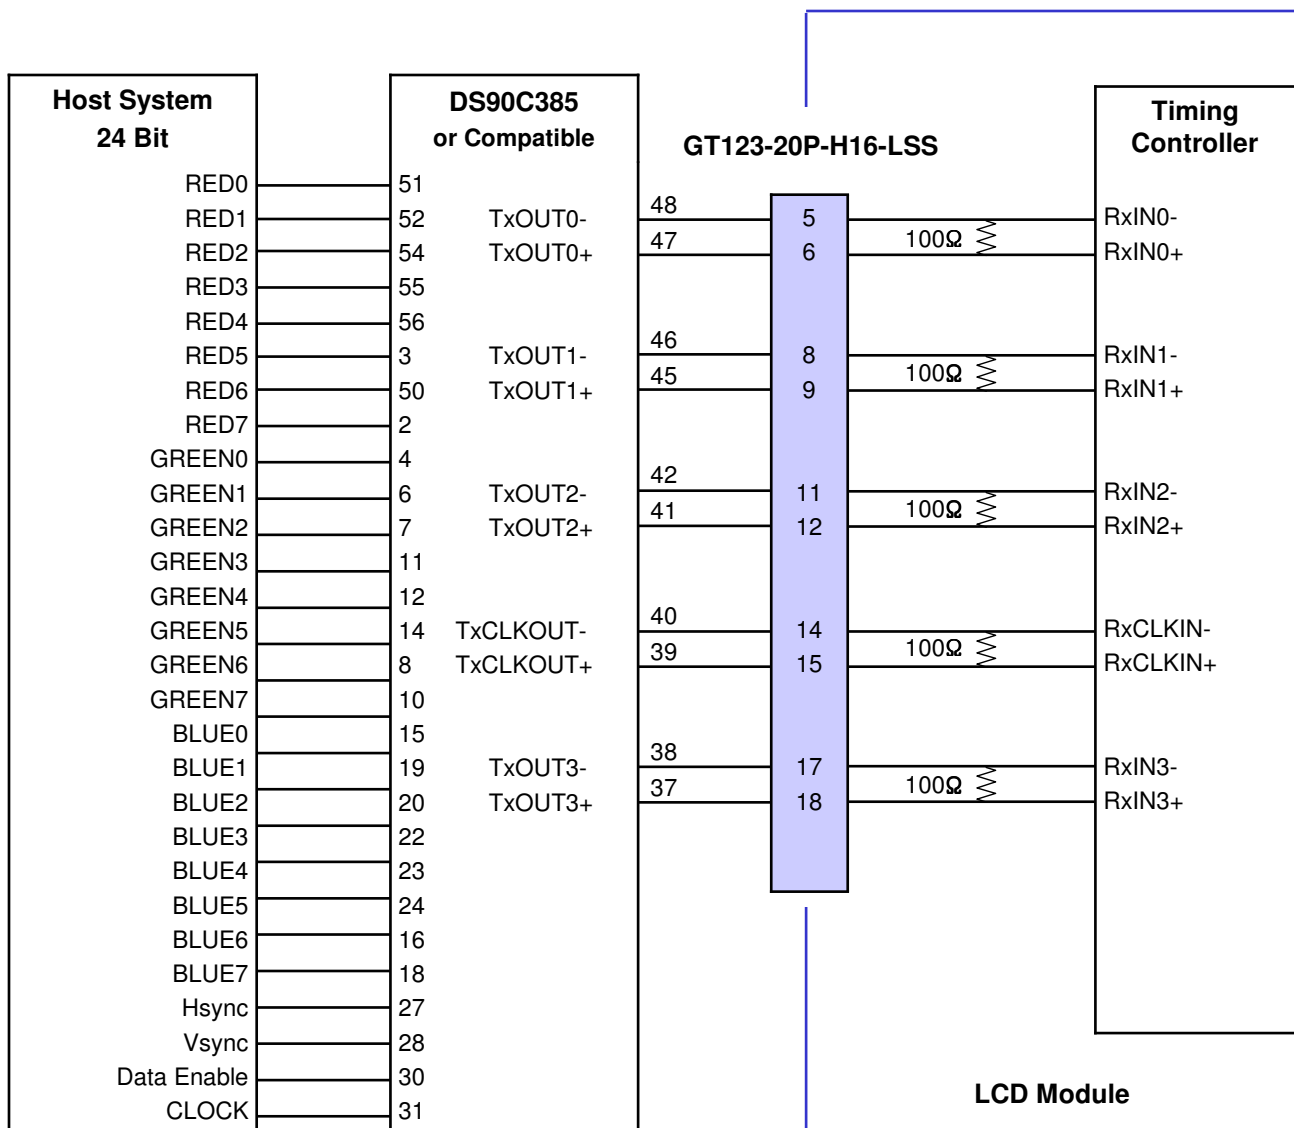 Host System
24 Bit
RED0
RED1
RED2
RED3
RED4
RED5
RED6
RED7
GREEN0
GREEN1
GREEN2
GREEN3
GREEN4
GREEN5
GREEN6
GREEN7
BLUE0
BLUE1
BLUE2
BLUE3
BLUE4
BLUE5
BLUE6
BLUE7
Hsync
Vsync
Data Enable
CLOCK
DS90C385
or Compatible
51
52
54
55
56
3
50
2
4
6
7
11
12
14
8
10
15
19
20
22
23
24
16
18
27
28
30
31
TxOUT0-
TxOUT0+
TxOUT1-
TxOUT1+
TxOUT2-
TxOUT2+
TxCLKOUT-
TxCLKOUT+
TxOUT3-
TxOUT3+
48
47
46
45
42
41
40
39
38
37
GT123-20P-H16-LSS
5
6
8
9
11
12
14
15
17
18
100Ω
100Ω
100Ω
100Ω
100Ω
Timing
Controller
RxIN0-
RxIN0+
RxIN1-
RxIN1+
RxIN2-
RxIN2+
RxCLKIN-
RxCLKIN+
RxIN3-
RxIN3+
LCD Module